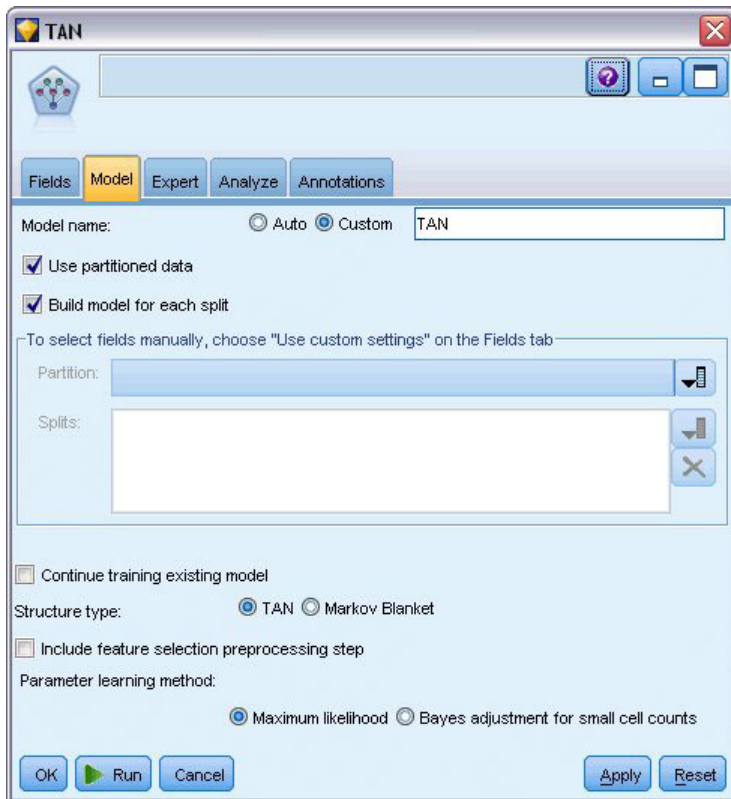 TAN
Fields Model Expert Analyze Annotations
Model name: Auto Custom TAN
Use partitioned data
Build model for each split
To select fields manually, choose "Use custom settings" on the Fields tab
Partition:
Splits:
Continue training existing model
Structure type: TAN Markov Blanket
Include feature selection preprocessing step
Parameter learning method:
Maximum likelihood Bayes adjustment for small cell counts
OK Run Cancel Apply Reset